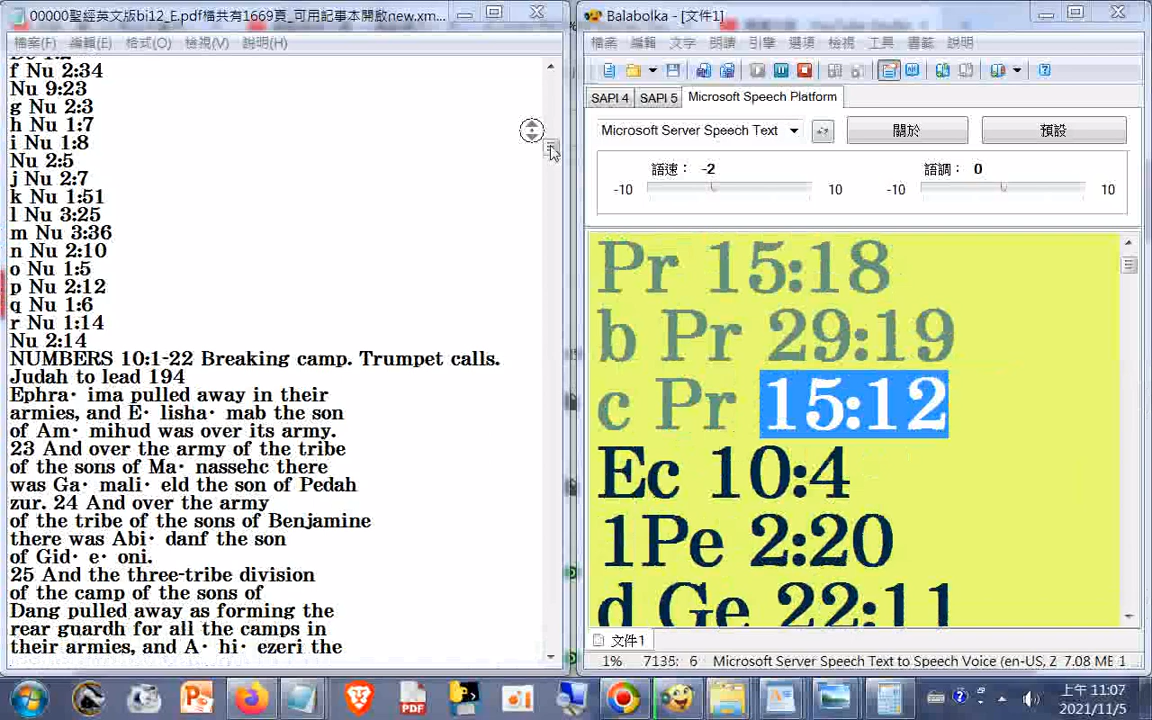 00000聖經英文版bi12_E.pdf檔共有1669頁_可用記事本開啟new.xm...
檔案(F) 編輯(E) 格式(O) 檢視(V) 說明(H)
f Nu 2:34
Nu 9:23
g Nu 2:3
h Nu 1:7
i Nu 1:8
Nu 2:5
j Nu 2:7
k Nu 1:51
l Nu 3:25
m Nu 3:36
n Nu 2:10
o Nu 1:5
p Nu 2:12
q Nu 1:6
r Nu 1:14
Nu 2:14
NUMBERS 10:1-22 Breaking camp. Trumpet calls.
Judah to lead 194
Ephra· ima pulled away in their
armies, and E· lisha· mab the son
of Am· mihud was over its army.
23 And over the army of the tribe
of the sons of Ma· nassehc there
was Ga· mali· eld the son of Pedah
zur. 24 And over the army
of the tribe of the sons of Benjamine
there was Abi· danf the son
of Gid· e· oni.
25 And the three-tribe division
of the camp of the sons of
Dang pulled away as forming the
rear guardh for all the camps in
their armies, and A· hi· ezeri the
Balabolka - [文件1]
檔案 編輯 文字 朗讀 引擎 選項 檢視 工具 書籤 說明
SAPI 4 SAPI 5 Microsoft Speech Platform
Microsoft Server Speech Text 關於 預設
語速： -2 語調： 0
-10 10 -10 10
Pr 15:18
b Pr 29:19
c Pr 15:12
Ec 10:4
1Pe 2:20
d Ge 22:11
文件1
1% 7135: 6 Microsoft Server Speech Text to Speech Voice (en-US, Z 7.08 ME 1
上午 11:07
2021/11/5